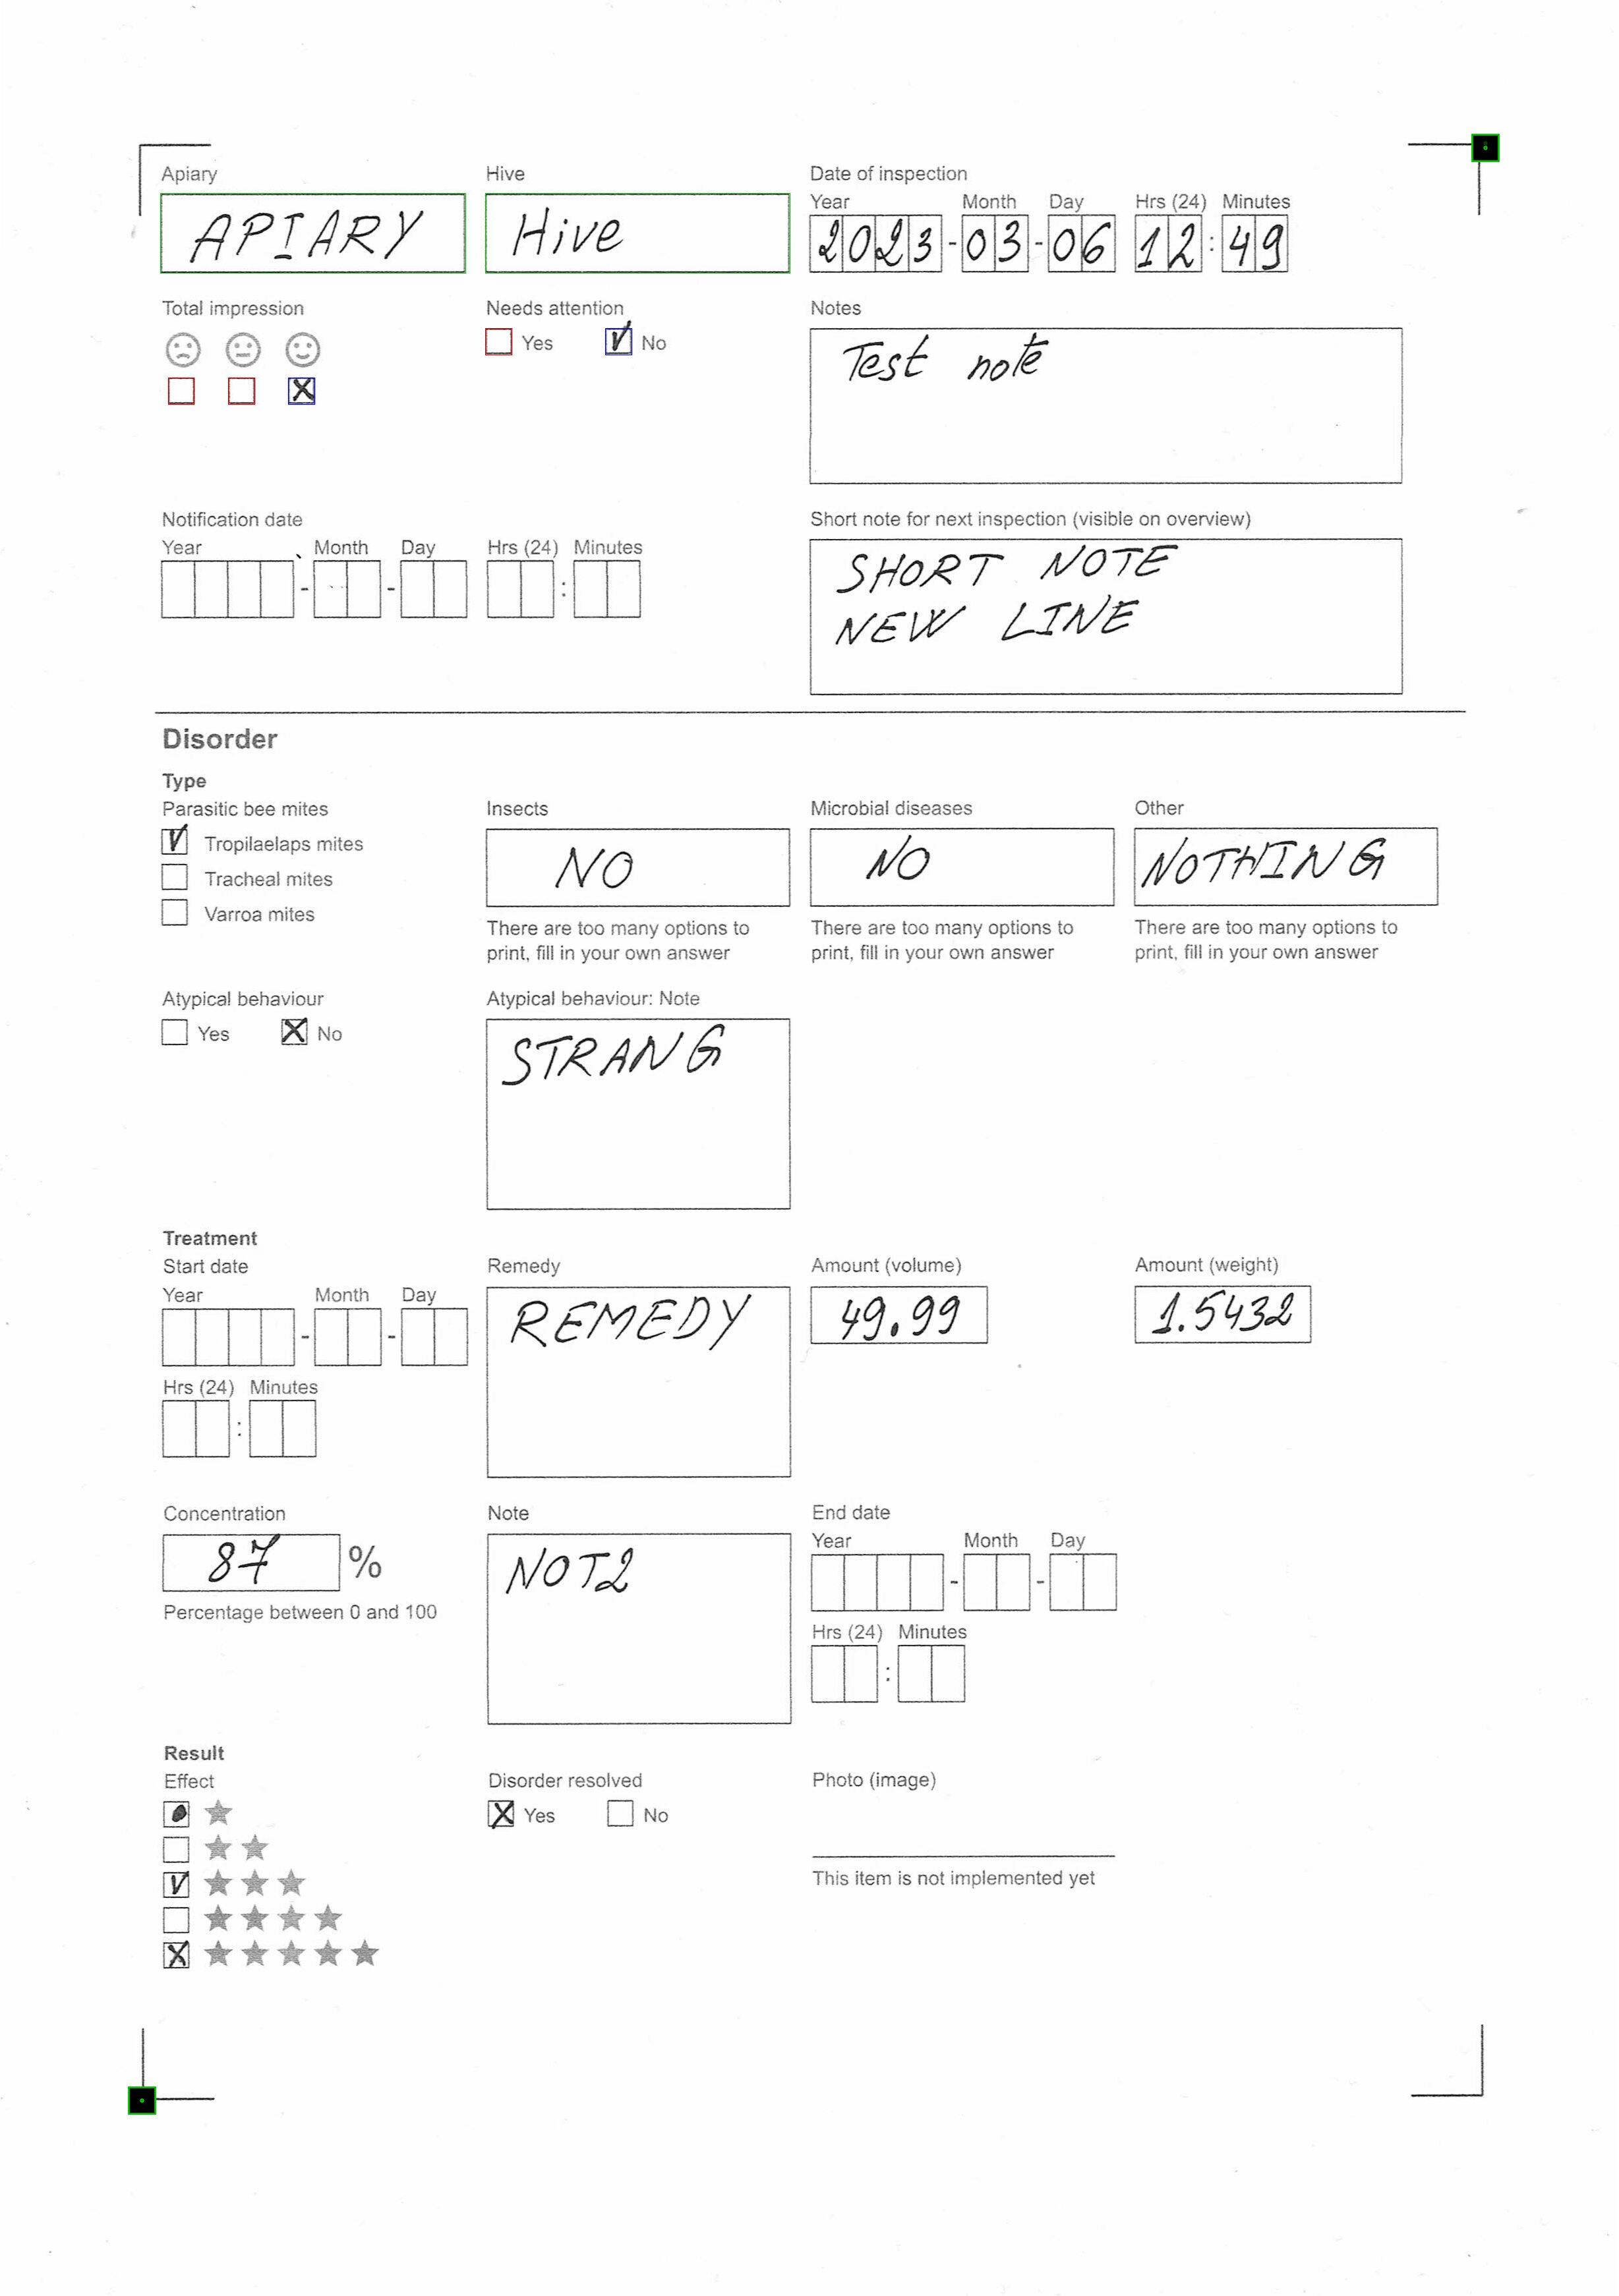 Apiary Hive Date of inspection
Year Month Day Hrs (24) Minutes
APIARY Hive 2023-03-06 12:49
Total impression Needs attention Notes
Yes No
Test note
Notification date Short note for next inspection (visible on overview)
Year Month Day Hrs (24) Minutes
- - :
SHORT NOTE
NEW LINE
Disorder
Type
Parasitic bee mites Insects Microbial diseases Other
Tropilaelaps mites NO NO NOTHING
Tracheal mites
Varroa mites
There are too many options to There are too many options to There are too many options to
print, fill in your own answer print, fill in your own answer print, fill in your own answer
Atypical behaviour Atypical behaviour: Note
Yes No
STRANG
Treatment
Start date Remedy Amount (volume) Amount (weight)
Year Month Day
- - REMEDY 49.99 1.5432
Hrs (24) Minutes
:
Concentration Note End date
Year Month Day
87 % NOT2 - -
Percentage between 0 and 100
Hrs (24) Minutes
:
Result
Effect Disorder resolved Photo (image)
Yes No
This item is not implemented yet